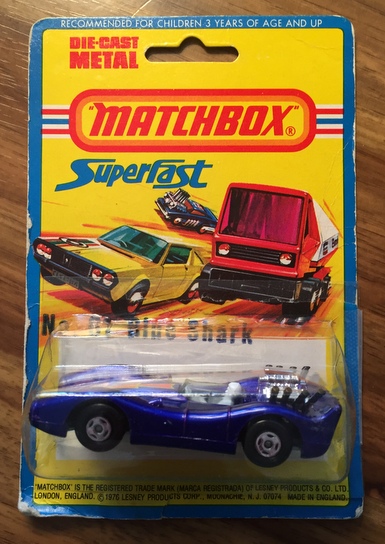 RECOMMENDED FOR CHILDREN 3 YEARS OF AGE AND UP
DIE-CAST
METAL
"MATCHBOX"®
Superfast
No. 61 Blue Shark
"MATCHBOX" IS THE REGISTERED TRADE MARK (MARCA REGISTRADA) OF LESNEY PRODUCTS & CO. LTD
LONDON, ENGLAND. ©1976 LESNEY PRODUCTS CORP., MOONACHIE, N. J. 07074 MADE IN ENGLAND